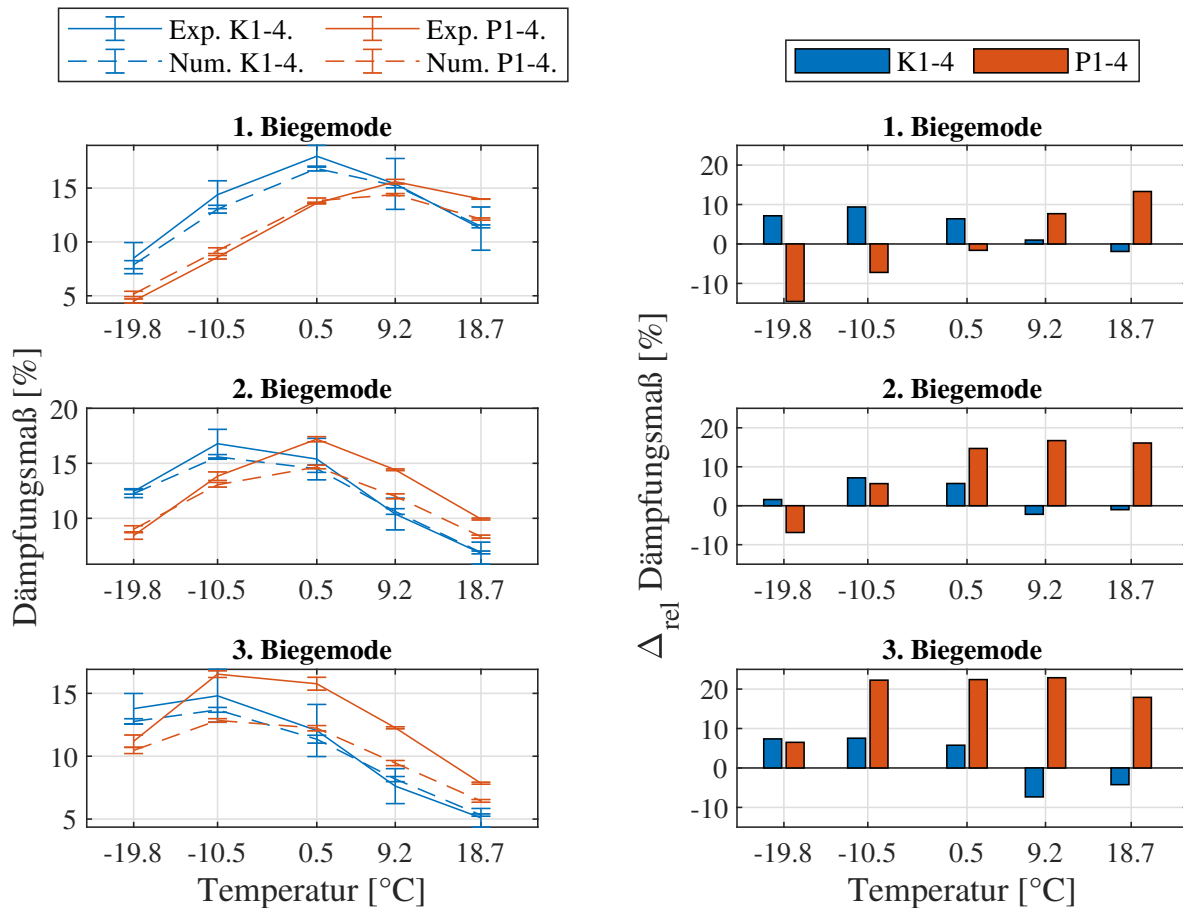 Exp. K1-4. Exp. P1-4.
Num. K1-4. Num. P1-4.
Dämpfungsmaß [%]
1. Biegemode
15
10
5
-19.8 -10.5 0.5 9.2 18.7
2. Biegemode
20
15
10
-19.8 -10.5 0.5 9.2 18.7
3. Biegemode
15
10
5
-19.8 -10.5 0.5 9.2 18.7
Temperatur [°C]
K1-4 P1-4
Δrel Dämpfungsmaß [%]
1. Biegemode
20
10
0
-10
-19.8 -10.5 0.5 9.2 18.7
2. Biegemode
20
10
0
-10
-19.8 -10.5 0.5 9.2 18.7
3. Biegemode
20
10
0
-10
-19.8 -10.5 0.5 9.2 18.7
Temperatur [°C]